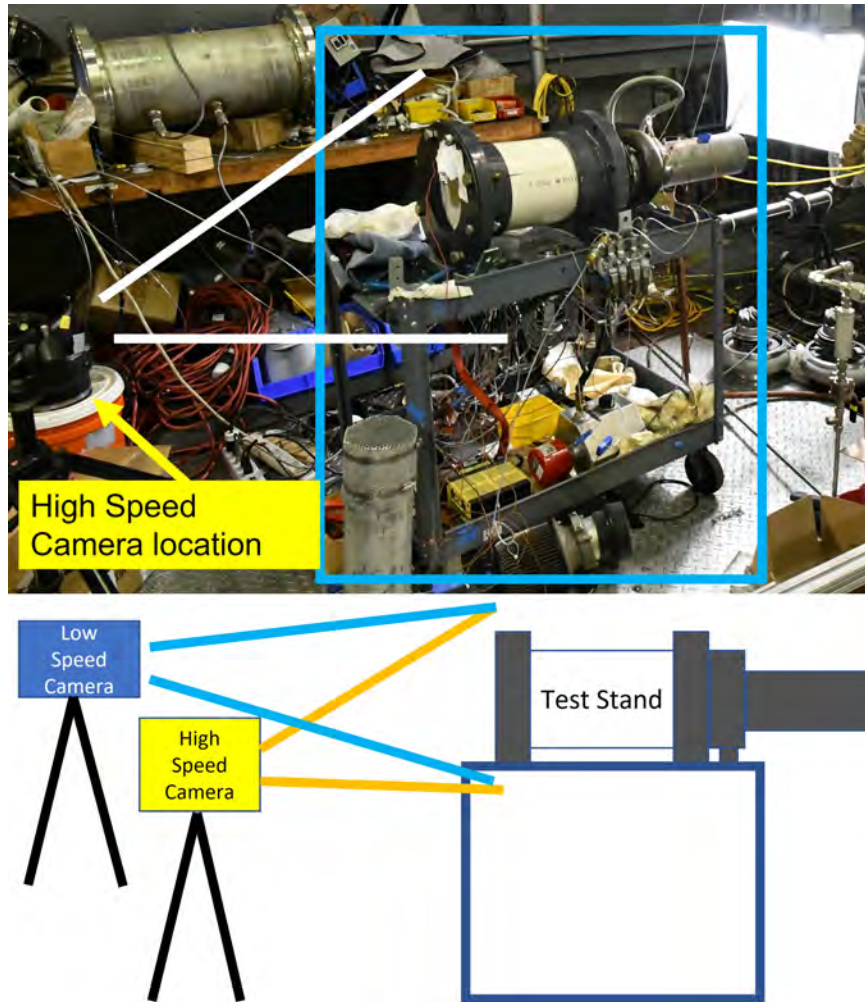 High Speed
Camera location
Low
Speed
Camera
High
Speed
Camera
Test Stand